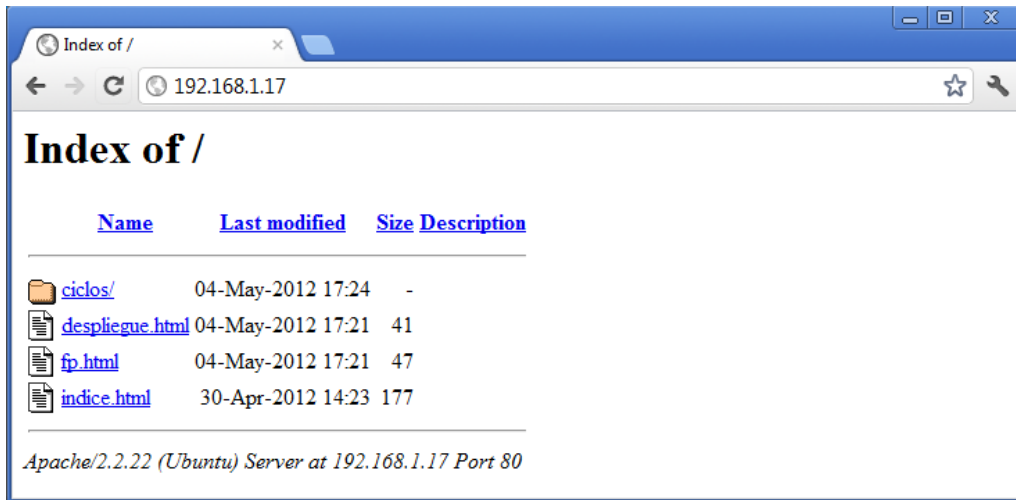 Index of /
192.168.1.17
Index of /
Name Last modified Size Description
ciclos/ 04-May-2012 17:24 -
despliegue.html 04-May-2012 17:21 41
fp.html 04-May-2012 17:21 47
indice.html 30-Apr-2012 14:23 177
Apache/2.2.22 (Ubuntu) Server at 192.168.1.17 Port 80